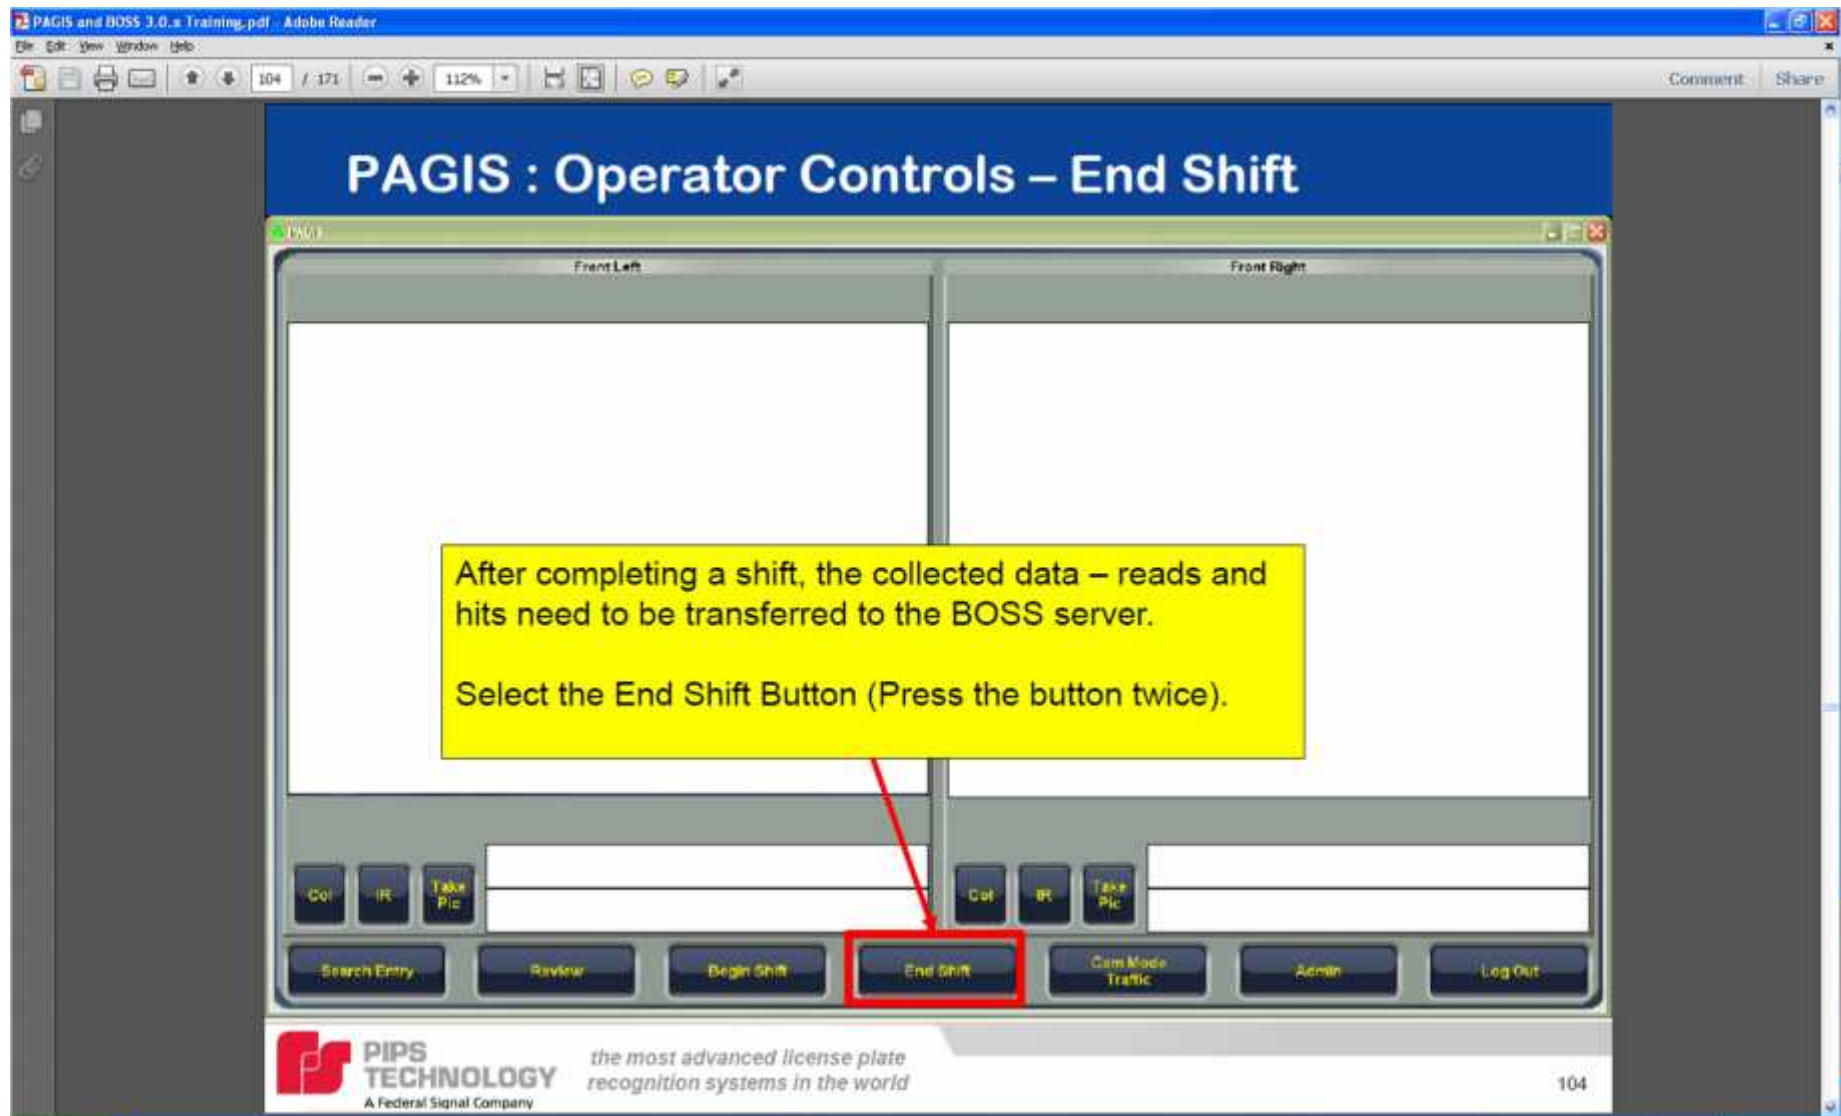 PAGIS and BOSS 3.0.x Training.pdf - Adobe Reader
File Edit View Window Help
104 / 171 112% Comment Share
PAGIS : Operator Controls – End Shift
PAGIS
Front Left Front Right
After completing a shift, the collected data – reads and
hits need to be transferred to the BOSS server.
Select the End Shift Button (Press the button twice).
Col IR Take Pic Col IR Take Pic
Search Entry Review Begin Shift End Shift Cam Mode Traffic Admin Log Out
PIPS
TECHNOLOGY
A Federal Signal Company
the most advanced license plate
recognition systems in the world
104